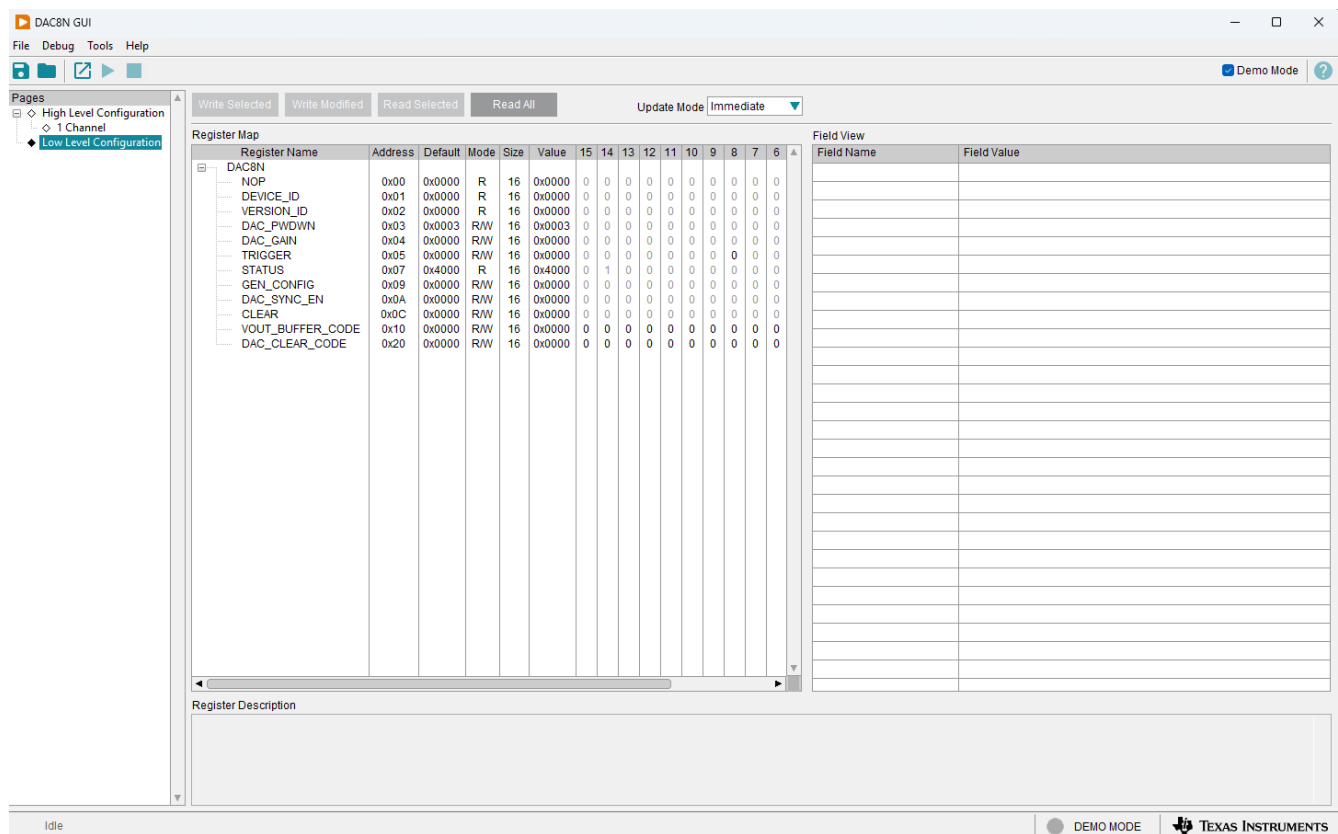 DAC8N GUI
File Debug Tools Help
Demo Mode
Pages
High Level Configuration
1 Channel
Low Level Configuration
Write Selected Write Modified Read Selected Read All Update Mode Immediate
Register Map
Register Name Address Default Mode Size Value 15 14 13 12 11 10 9 8 7 6
DAC8N
NOP 0x00 0x0000 R 16 0x0000 0 0 0 0 0 0 0 0 0 0
DEVICE_ID 0x01 0x0000 R 16 0x0000 0 0 0 0 0 0 0 0 0 0
VERSION_ID 0x02 0x0000 R 16 0x0000 0 0 0 0 0 0 0 0 0 0
DAC_PWDWN 0x03 0x0003 R/W 16 0x0003 0 0 0 0 0 0 0 0 0 0
DAC_GAIN 0x04 0x0000 R/W 16 0x0000 0 0 0 0 0 0 0 0 0 0
TRIGGER 0x05 0x0000 R/W 16 0x0000 0 0 0 0 0 0 0 0 0 0
STATUS 0x07 0x4000 R 16 0x4000 0 1 0 0 0 0 0 0 0 0
GEN_CONFIG 0x09 0x0000 R/W 16 0x0000 0 0 0 0 0 0 0 0 0 0
DAC_SYNC_EN 0x0A 0x0000 R/W 16 0x0000 0 0 0 0 0 0 0 0 0 0
CLEAR 0x0C 0x0000 R/W 16 0x0000 0 0 0 0 0 0 0 0 0 0
VOUT_BUFFER_CODE 0x10 0x0000 R/W 16 0x0000 0 0 0 0 0 0 0 0 0 0
DAC_CLEAR_CODE 0x20 0x0000 R/W 16 0x0000 0 0 0 0 0 0 0 0 0 0
Field View
Field Name Field Value
Register Description
Idle
DEMO MODE
TEXAS INSTRUMENTS